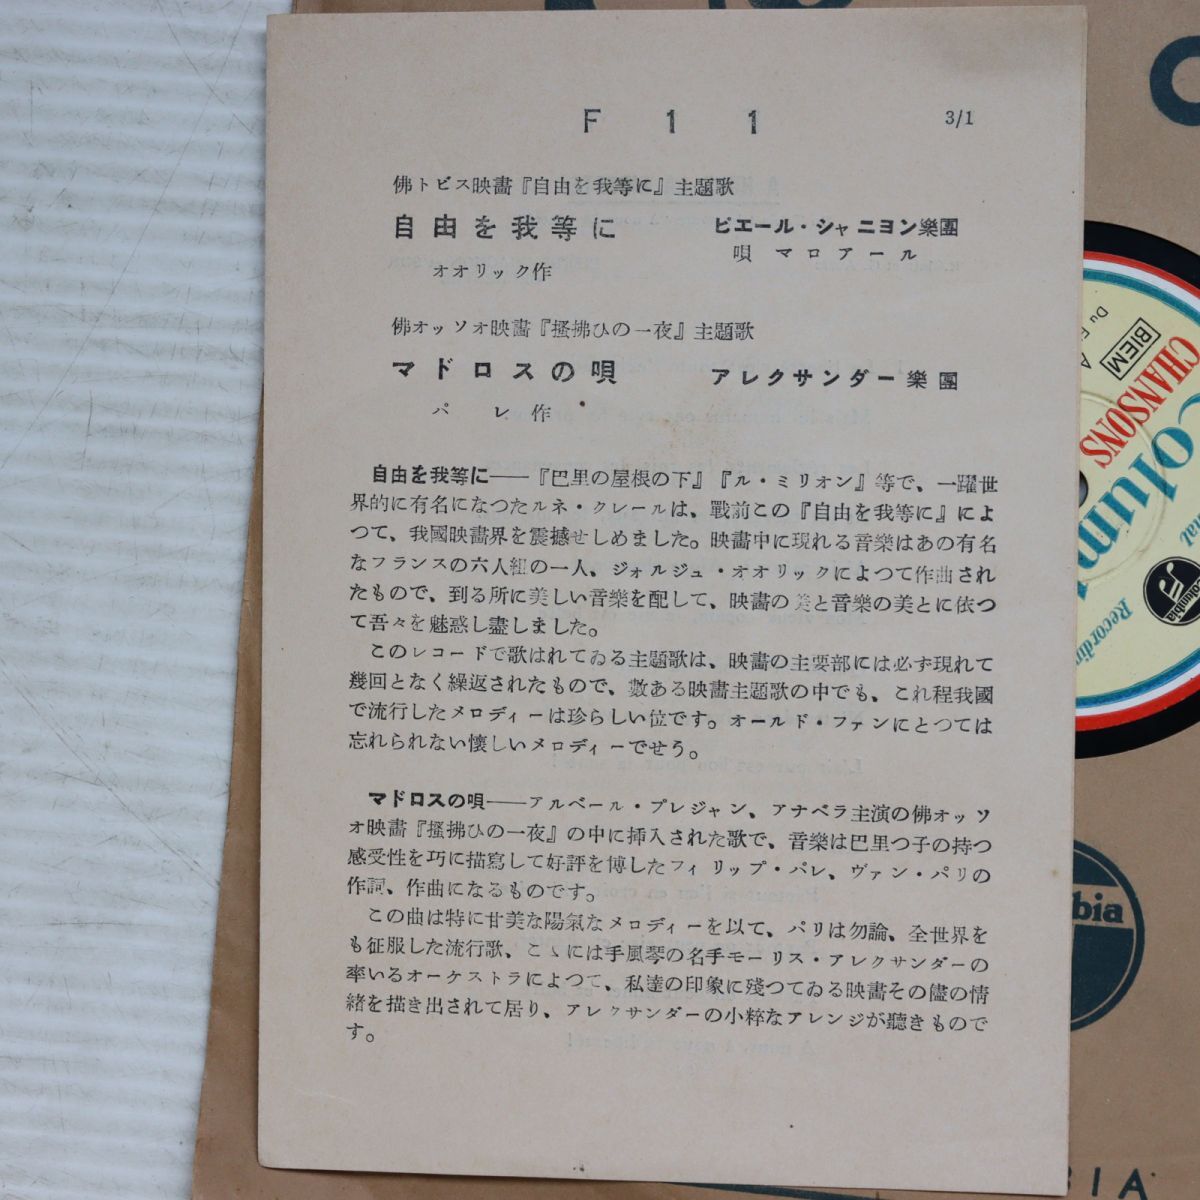 F 1 1
3/1
佛トビス映畫『自由を我等に』主題歌
自由を我等に ピエール・シャニヨン樂團
唄 マロアール
オオリック作
佛オッソオ映畫『搔拂ひの一夜』主題歌
マドロスの唄 アレクサンダー樂團
パレ作
自由を我等に——『巴里の屋根の下』『ル・ミリオン』等で、一躍世
界的に有名になつたルネ・クレールは、戰前この『自由を我等に』によ
つて、我國映畫界を震撼せしめました。映畫中に現れる音樂はあの有名
なフランスの六人組の一人、ジォルジュ・オオリックによつて作曲され
たもので、到る所に美しい音樂を配して、映畫の美と音樂の美とに依つ
て吾々を魅惑し盡しました。
このレコードで歌はれてゐる主題歌は、映畫の主要部には必ず現れて
幾回となく繰返されたもので、數ある映畫主題歌の中でも、これ程我國
で流行したメロディーは珍らしい位です。オールド・ファンにとつては
忘れられない懷しいメロディーでせう。
マドロスの唄——アルベール・プレジャン、アナベラ主演の佛オッソ
オ映畫『搔拂ひの一夜』の中に挿入された歌で、音樂は巴里つ子の持つ
感受性を巧に描寫して好評を博したフィリップ・パレ、ヴァン・パリの
作詞、作曲になるものです。
この曲は特に甘美な陽氣なメロディーを以て、パリは勿論、全世界を
も征服した流行歌、こゝには手風琴の名手モーリス・アレクサンダーの
率いるオーケストラによつて、私達の印象に殘つてゐる映畫その儘の情
緒を描き出されて居り、アレクサンダーの小粹なアレンジが聽きもので
す。
BIEM
CHANSONS
Colum
Recordin
Columbia
bia
BIA